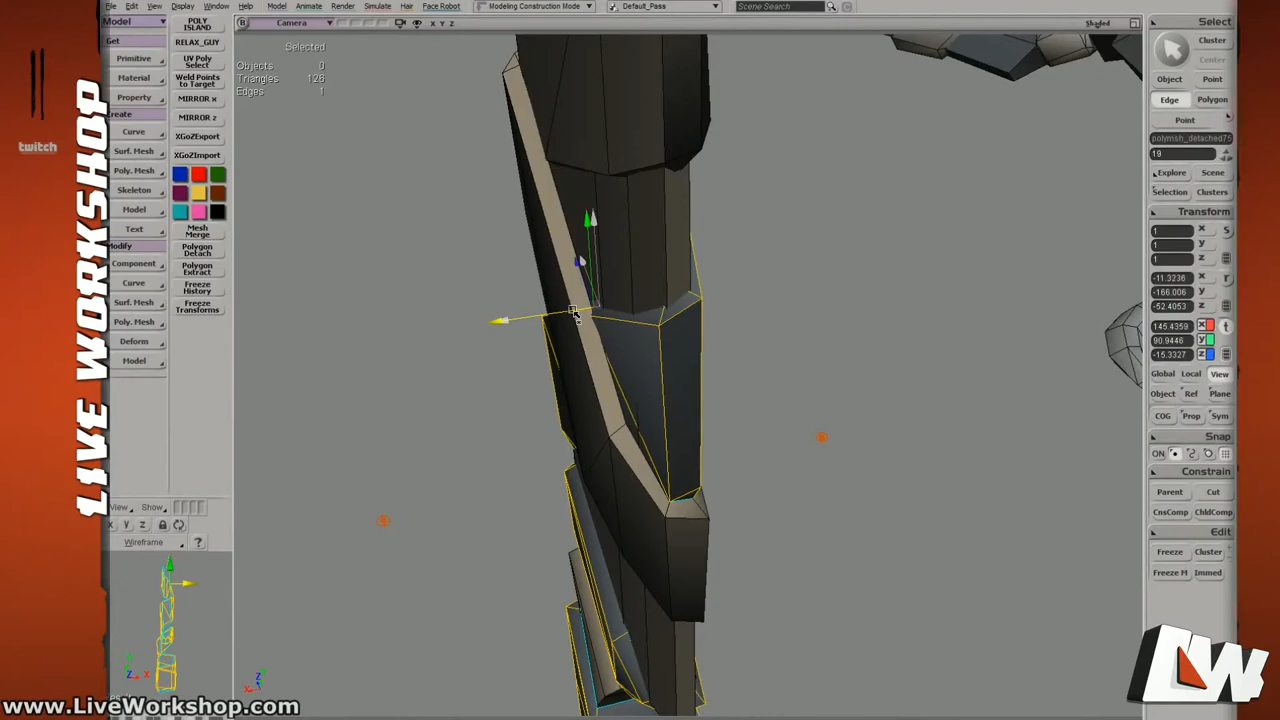 File Edit View Display Window Help Model Animate Render Simulate Hair Face Robot
Modeling Construction Mode
Default_Pass
Scene Search
Model
POLY ISLAND
Camera
X Y Z
Shaded
Select
Get
Primitive
Material
Property
Create
Curve
Surf. Mesh
Poly. Mesh
Skeleton
Model
Text
Modify
Component
Curve
Surf. Mesh
Poly. Mesh
Deform
Model
RELAX_GUY
UV Poly Select
Weld Points to Target
MIRROR x
MIRROR z
XGoZExport
XGoZImport
Mesh Merge
Polygon Detach
Polygon Extract
Freeze History
Freeze Transforms
Selected
Objects 0
Triangles 126
Edges 1
Cluster
Center
Object
Point
Edge
Polygon
Point
polymsh_detached75
19
Explore
Scene
Selection
Clusters
Transform
1 x s
1 y
1 z
-11.3236 x r
-166.006 y
-52.4053 z
145.4359 x t
90.9446 y
-15.3327 z
Global Local View
Object Ref Plane
COG Prop Sym
Snap
ON
Constrain
Parent Cut
CnsComp ChldComp
Edit
Freeze Cluster
Freeze M Immed
View Show
x y z
Wireframe
?
twitch
LIVE WORKSHOP
www.LiveWorkshop.com
LW